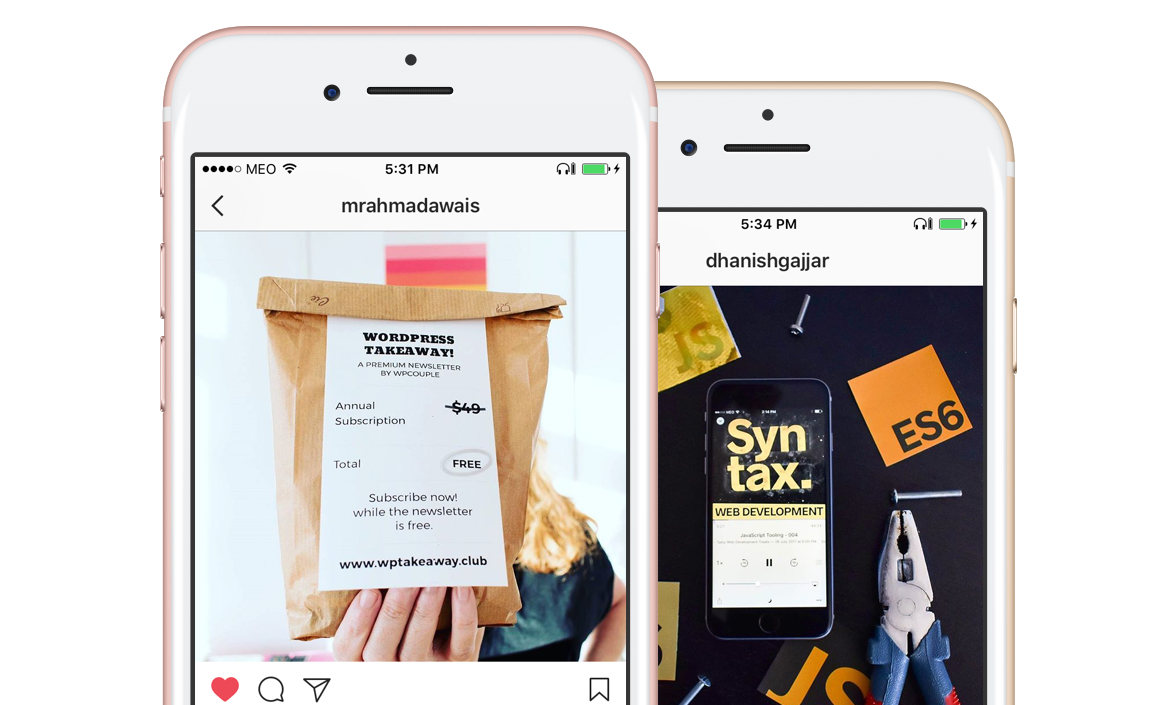 MEO
5:31 PM
mrahmadawais
WORDPRESS
TAKEAWAY!
A PREMIUM NEWSLETTER
BY WPCOUPLE
Annual
Subscription
$49
Total
FREE
Subscribe now!
while the newsletter
is free.
www.wptakeaway.club
5:34 PM
dhanishgajjar
JS
ES6
Syn
tax.
WEB DEVELOPMENT
JavaScript Tooling - 004
JS